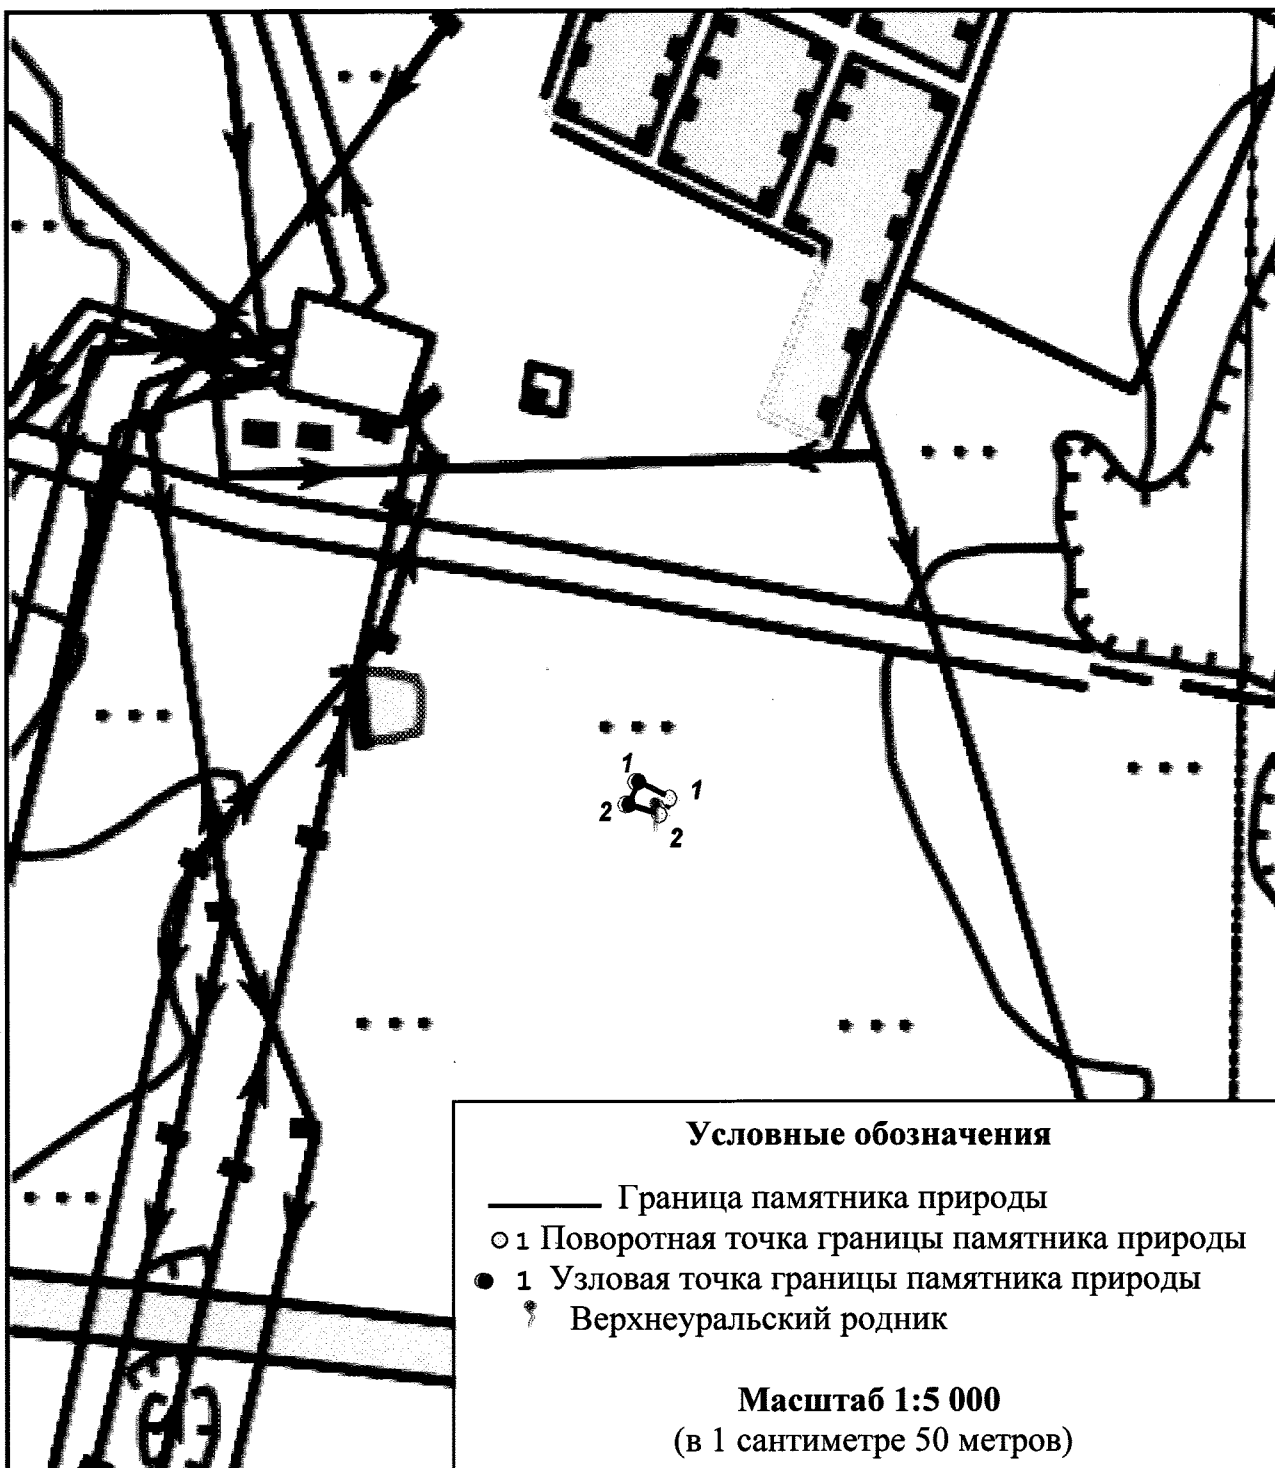 1
1
2
2
Условные обозначения
Граница памятника природы
1 Поворотная точка границы памятника природы
1 Узловая точка границы памятника природы
Верхнеуральский родник
Масштаб 1:5 000
(в 1 сантиметре 50 метров)